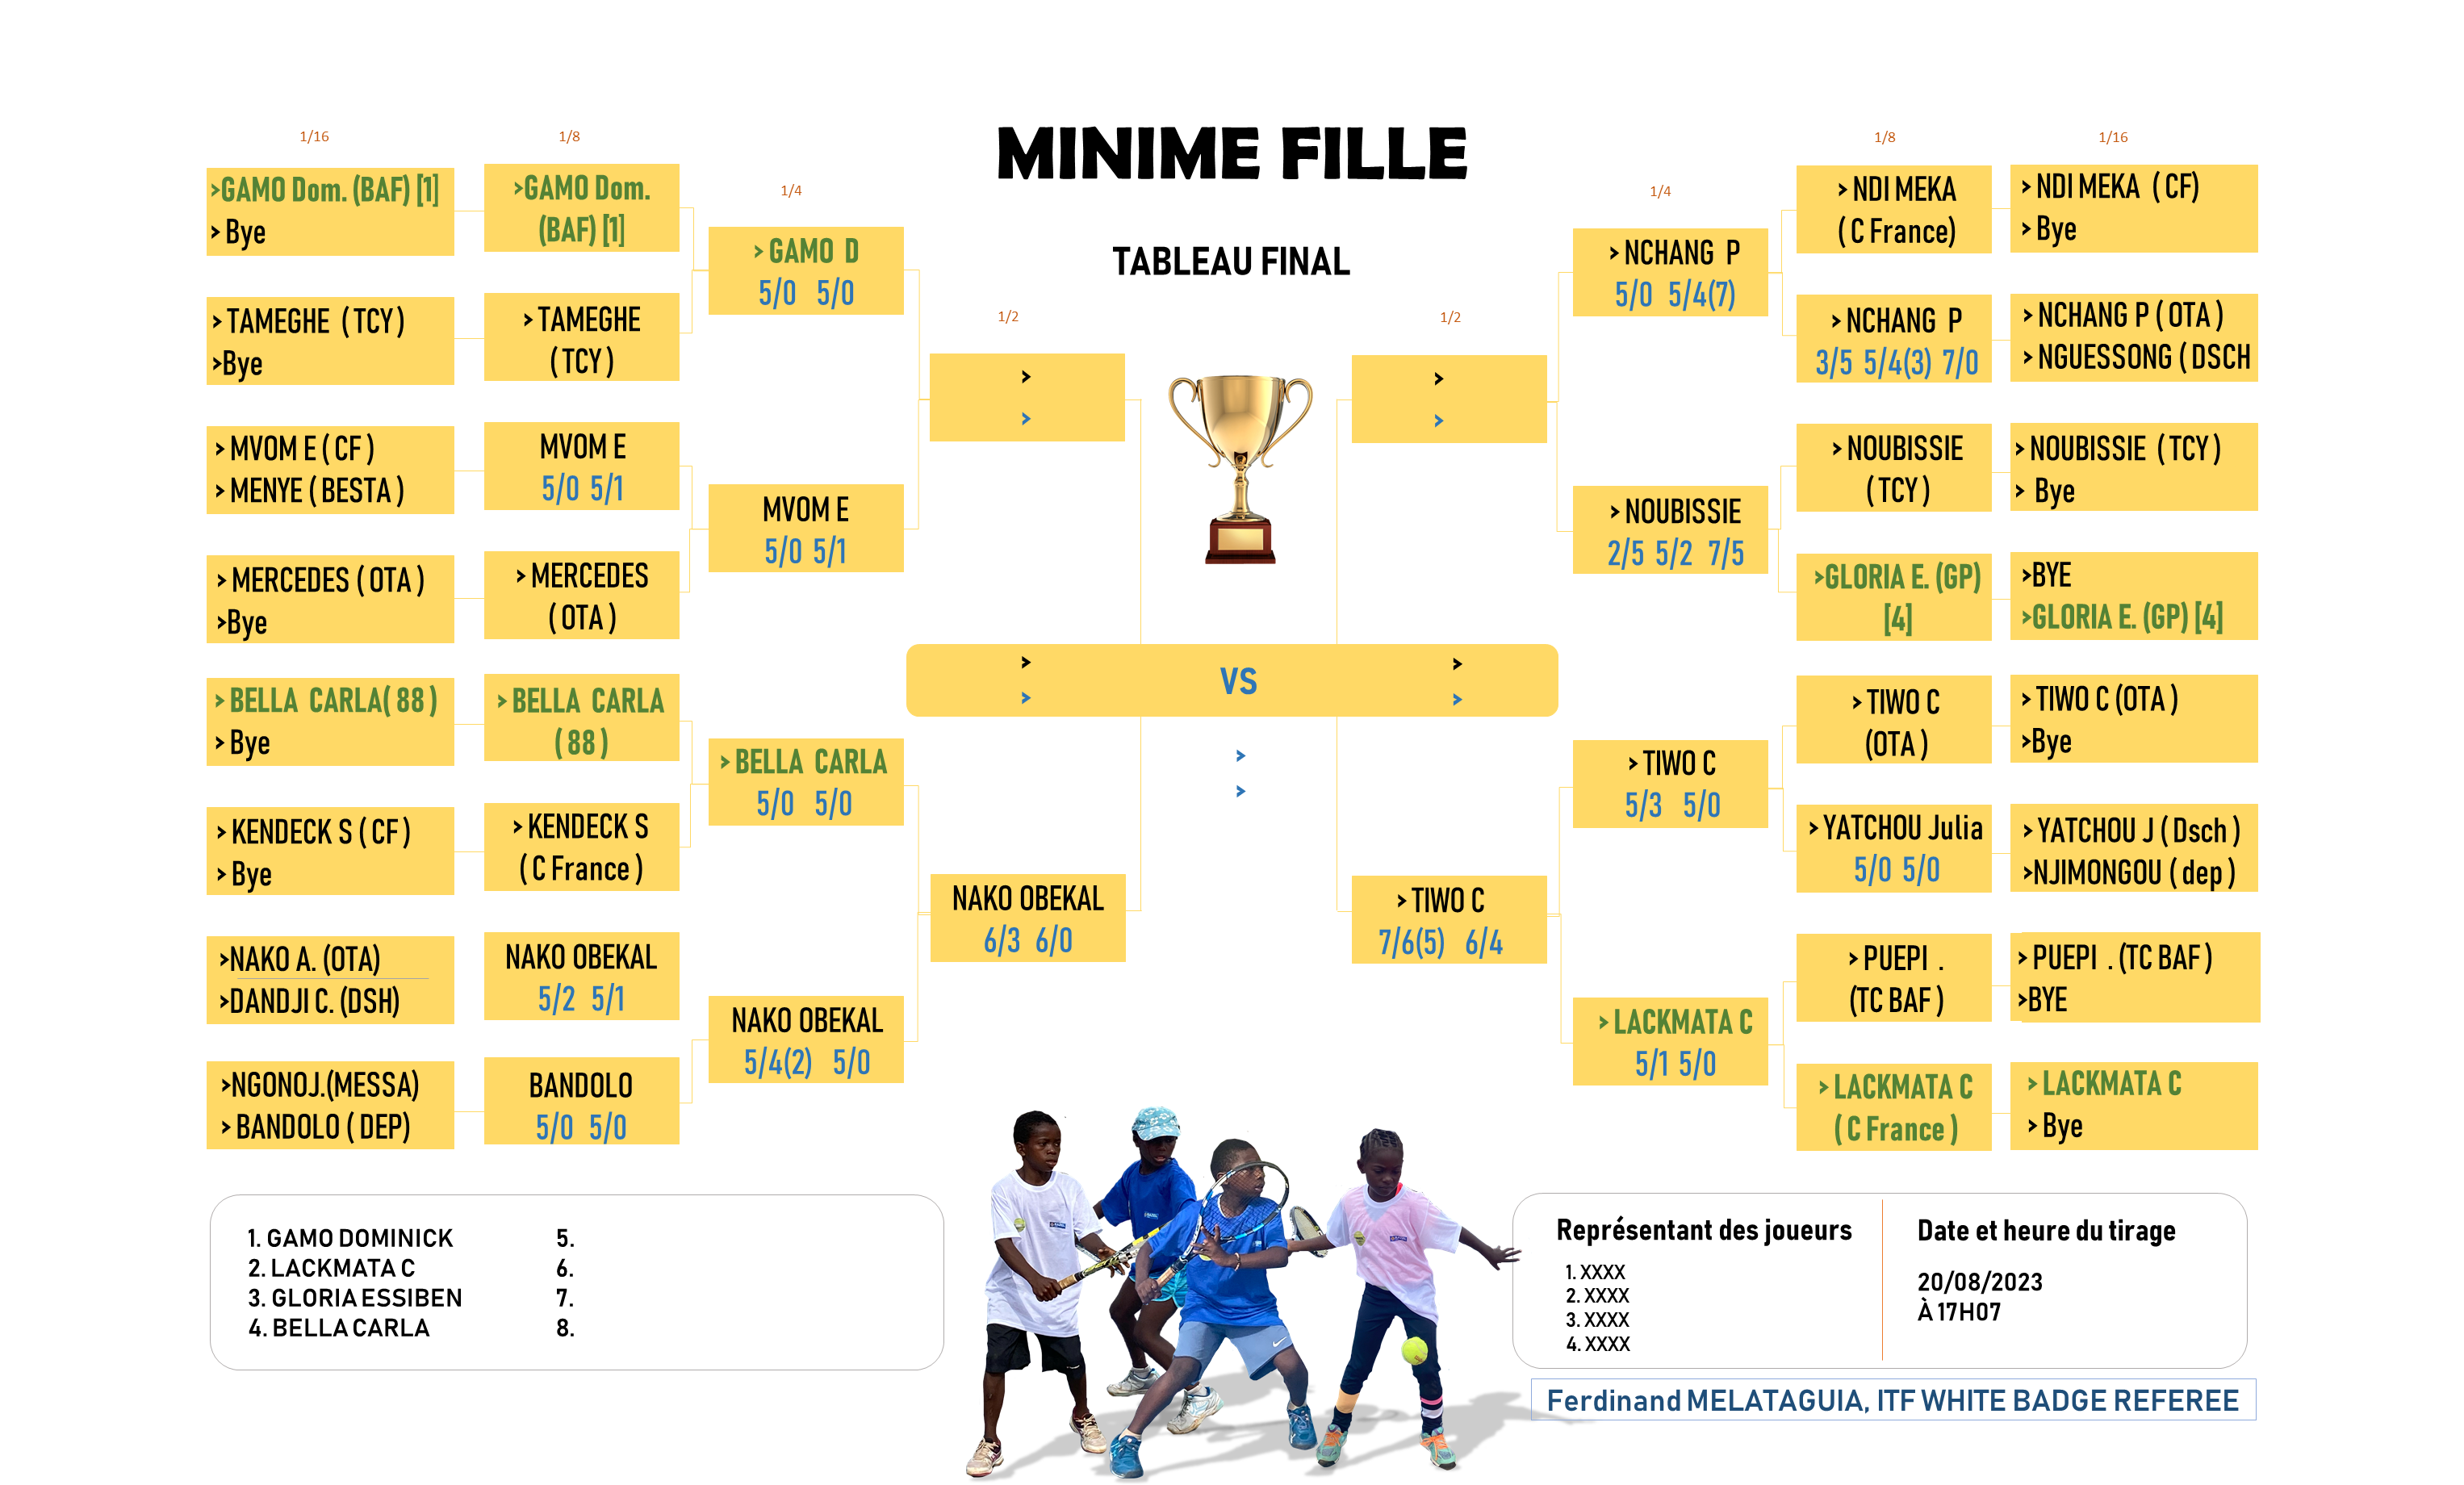 MINIME FILLE
TABLEAU FINAL
1/16
1/8
1/4
1/2
1/2
1/4
1/8
1/16
>GAMO Dom. (BAF) [1]
> Bye
> TAMEGHE ( TCY )
>Bye
> MVOM E ( CF )
> MENYE ( BESTA )
> MERCEDES ( OTA )
>Bye
> BELLA CARLA( 88 )
> Bye
> KENDECK S ( CF )
> Bye
>NAKO A. (OTA)
>DANDJI C. (DSH)
>NGONOJ.(MESSA)
> BANDOLO ( DEP)
>GAMO Dom.
(BAF) [1]
> TAMEGHE
( TCY )
MVOM E
5/0 5/1
> MERCEDES
( OTA )
> BELLA CARLA
( 88 )
> KENDECK S
( C France )
NAKO OBEKAL
5/2 5/1
BANDOLO
5/0 5/0
> GAMO D
5/0 5/0
MVOM E
5/0 5/1
> BELLA CARLA
5/0 5/0
NAKO OBEKAL
5/4(2) 5/0
>
>
NAKO OBEKAL
6/3 6/0
>
>
VS
>
>
>
>
>
>
> TIWO C
7/6(5) 6/4
> NCHANG P
5/0 5/4(7)
> NOUBISSIE
2/5 5/2 7/5
> TIWO C
5/3 5/0
> LACKMATA C
5/1 5/0
> NDI MEKA
( C France)
> NCHANG P
3/5 5/4(3) 7/0
> NOUBISSIE
( TCY )
>GLORIA E. (GP)
[4]
> TIWO C
(OTA )
> YATCHOU Julia
5/0 5/0
> PUEPI .
(TC BAF )
> LACKMATA C
( C France )
> NDI MEKA ( CF)
> Bye
> NCHANG P ( OTA )
> NGUESSONG ( DSCH
> NOUBISSIE ( TCY )
> Bye
>BYE
>GLORIA E. (GP) [4]
> TIWO C (OTA )
>Bye
> YATCHOU J ( Dsch )
>NJIMONGOU ( dep )
> PUEPI . (TC BAF )
>BYE
> LACKMATA C
> Bye
1. GAMO DOMINICK
2. LACKMATA C
3. GLORIA ESSIBEN
4. BELLA CARLA
5.
6.
7.
8.
Représentant des joueurs
1. XXXX
2. XXXX
3. XXXX
4. XXXX
Date et heure du tirage
20/08/2023
À 17H07
Ferdinand MELATAGUIA, ITF WHITE BADGE REFEREE